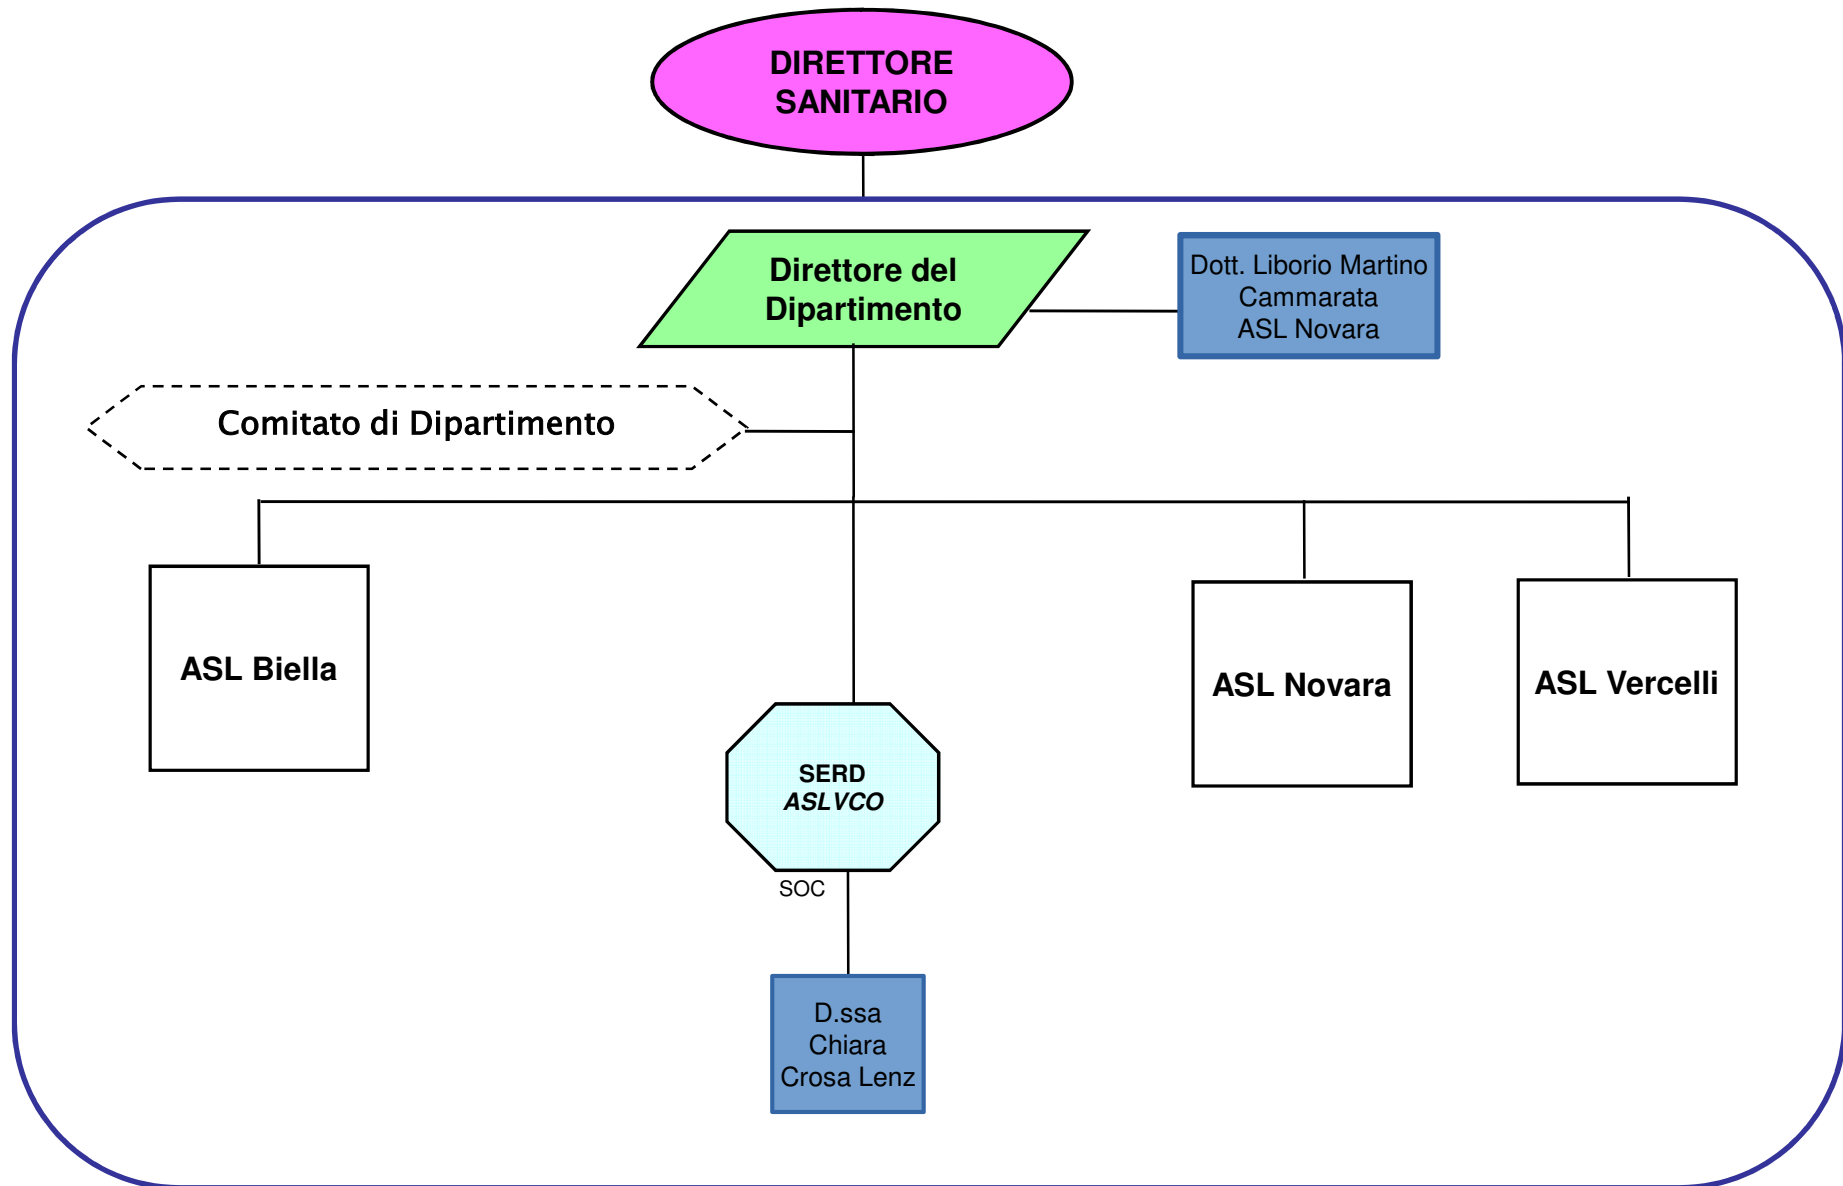 DIRETTORE
SANITARIO
Direttore del
Dipartimento
Dott. Liborio Martino
Cammarata
ASL Novara
Comitato di Dipartimento
ASL Biella
ASL Novara
ASL Vercelli
SERD
ASLVCO
SOC
D.ssa
Chiara
Crosa Lenz